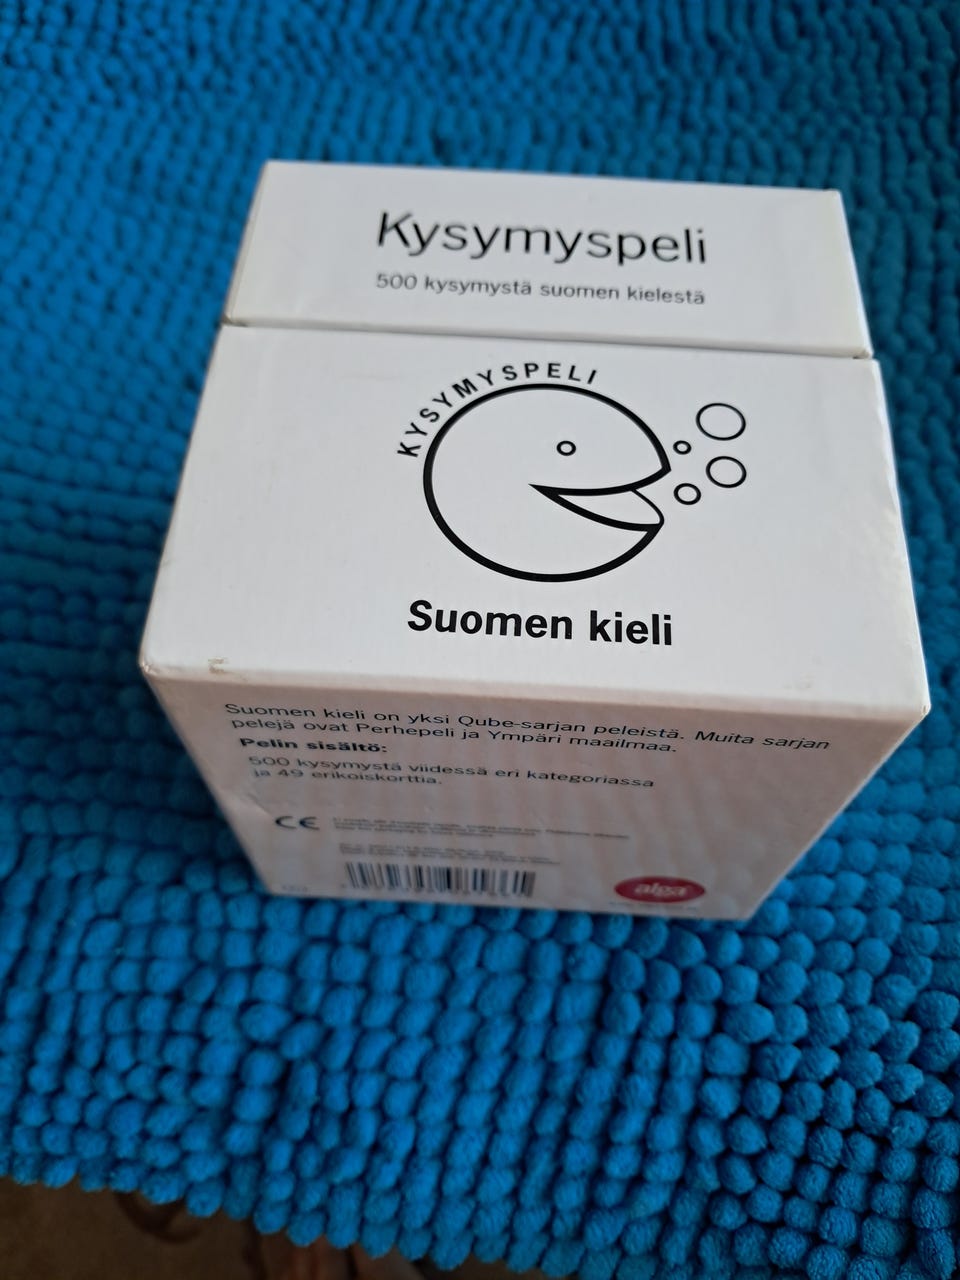 Kysymyspeli
500 kysymystä suomen kielestä
KYSYMYSPELI
Suomen kieli
Suomen kieli on yksi Qube-sarjan peleistä. Muita sarjan
pelejä ovat Perhepeli ja Ympäri maailmaa.
Pelin sisältö:
500 kysymystä viidessä eri kategoriassa
ja 49 erikoiskorttia.
CE
alga